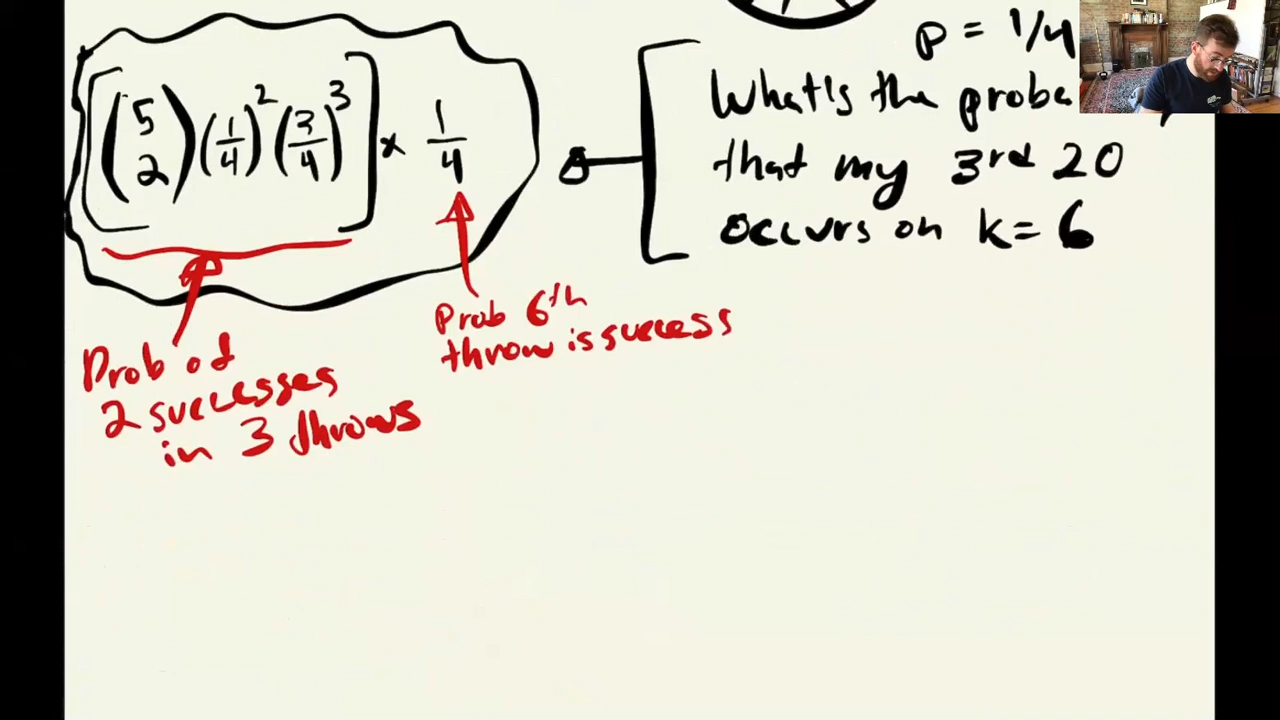 p = 1/4
[(5 2)(1/4)^2(3/4)^3] × 1/4
What's the probe
that my 3rd 20
occurs on k = 6
Prob of
2 successes
in 3 throws
Prob 6th
throw is success